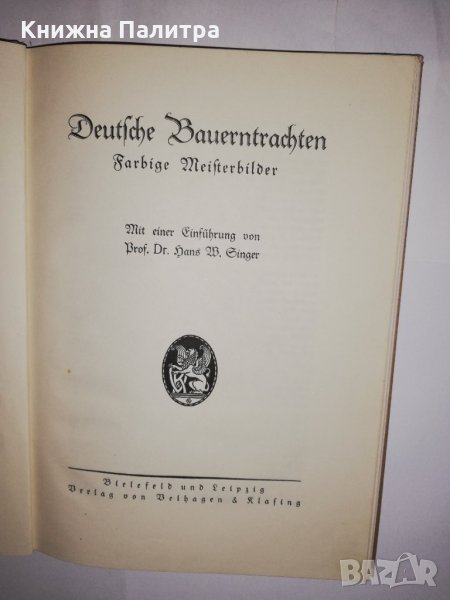 Книжна Палитра
Deutſche Bauerntrachten
Farbige Meiſterbilder
Mit einer Einführung von
Prof. Dr. Hans W. Singer
Bielefeld und Leipzig
Verlag von Velhagen & Klaſing
BAZAR